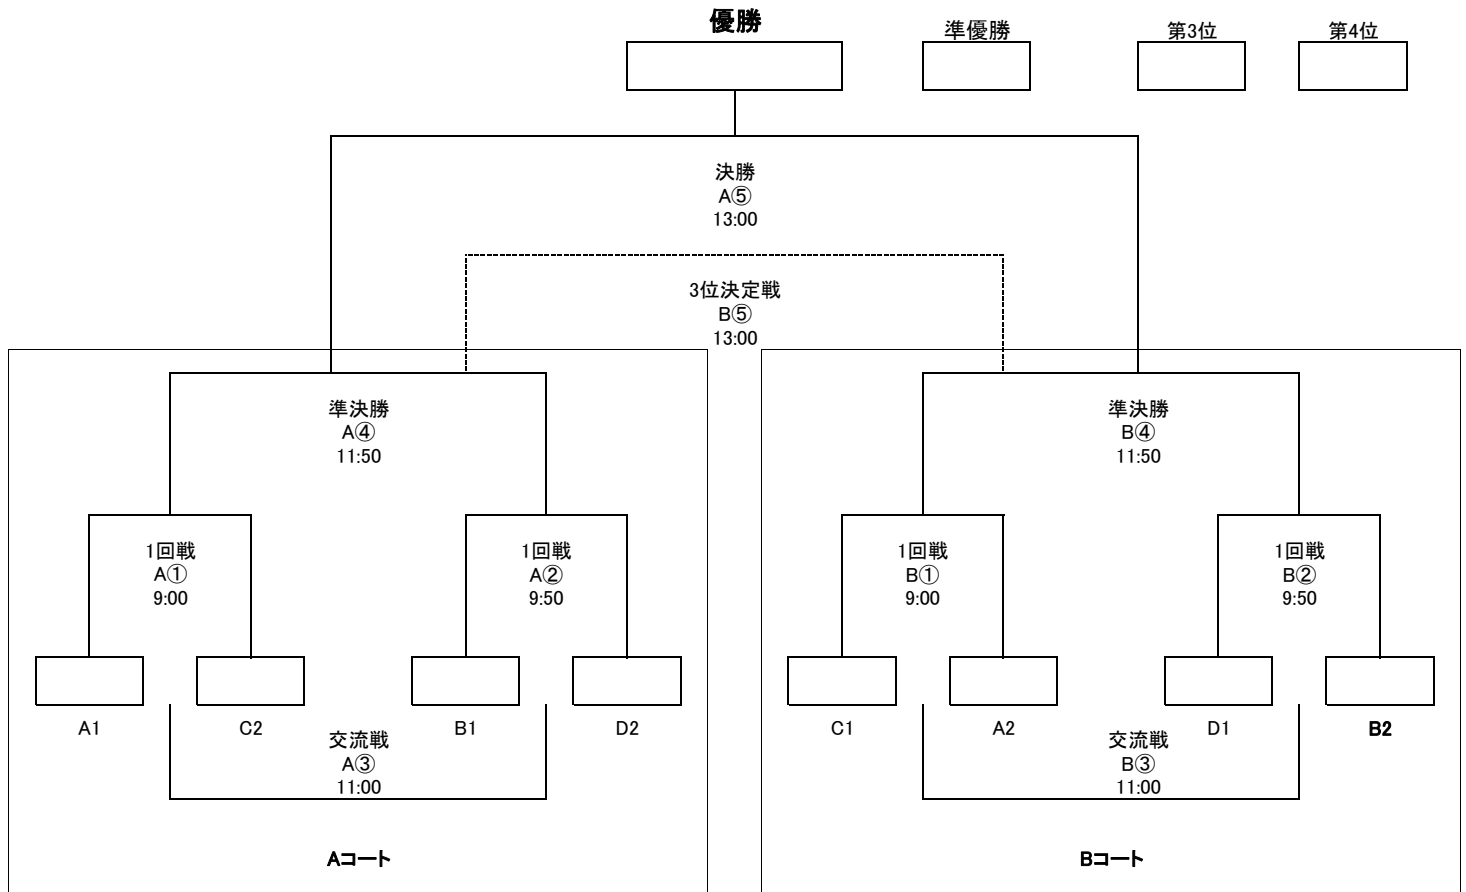 優勝
準優勝
第3位
第4位
決勝
A⑤
13:00
3位決定戦
B⑤
13:00
準決勝
A④
11:50
準決勝
B④
11:50
1回戦
A①
9:00
1回戦
A②
9:50
1回戦
B①
9:00
1回戦
B②
9:50
A1
C2
B1
D2
C1
A2
D1
B2
交流戦
A③
11:00
交流戦
B③
11:00
Aコート
Bコート